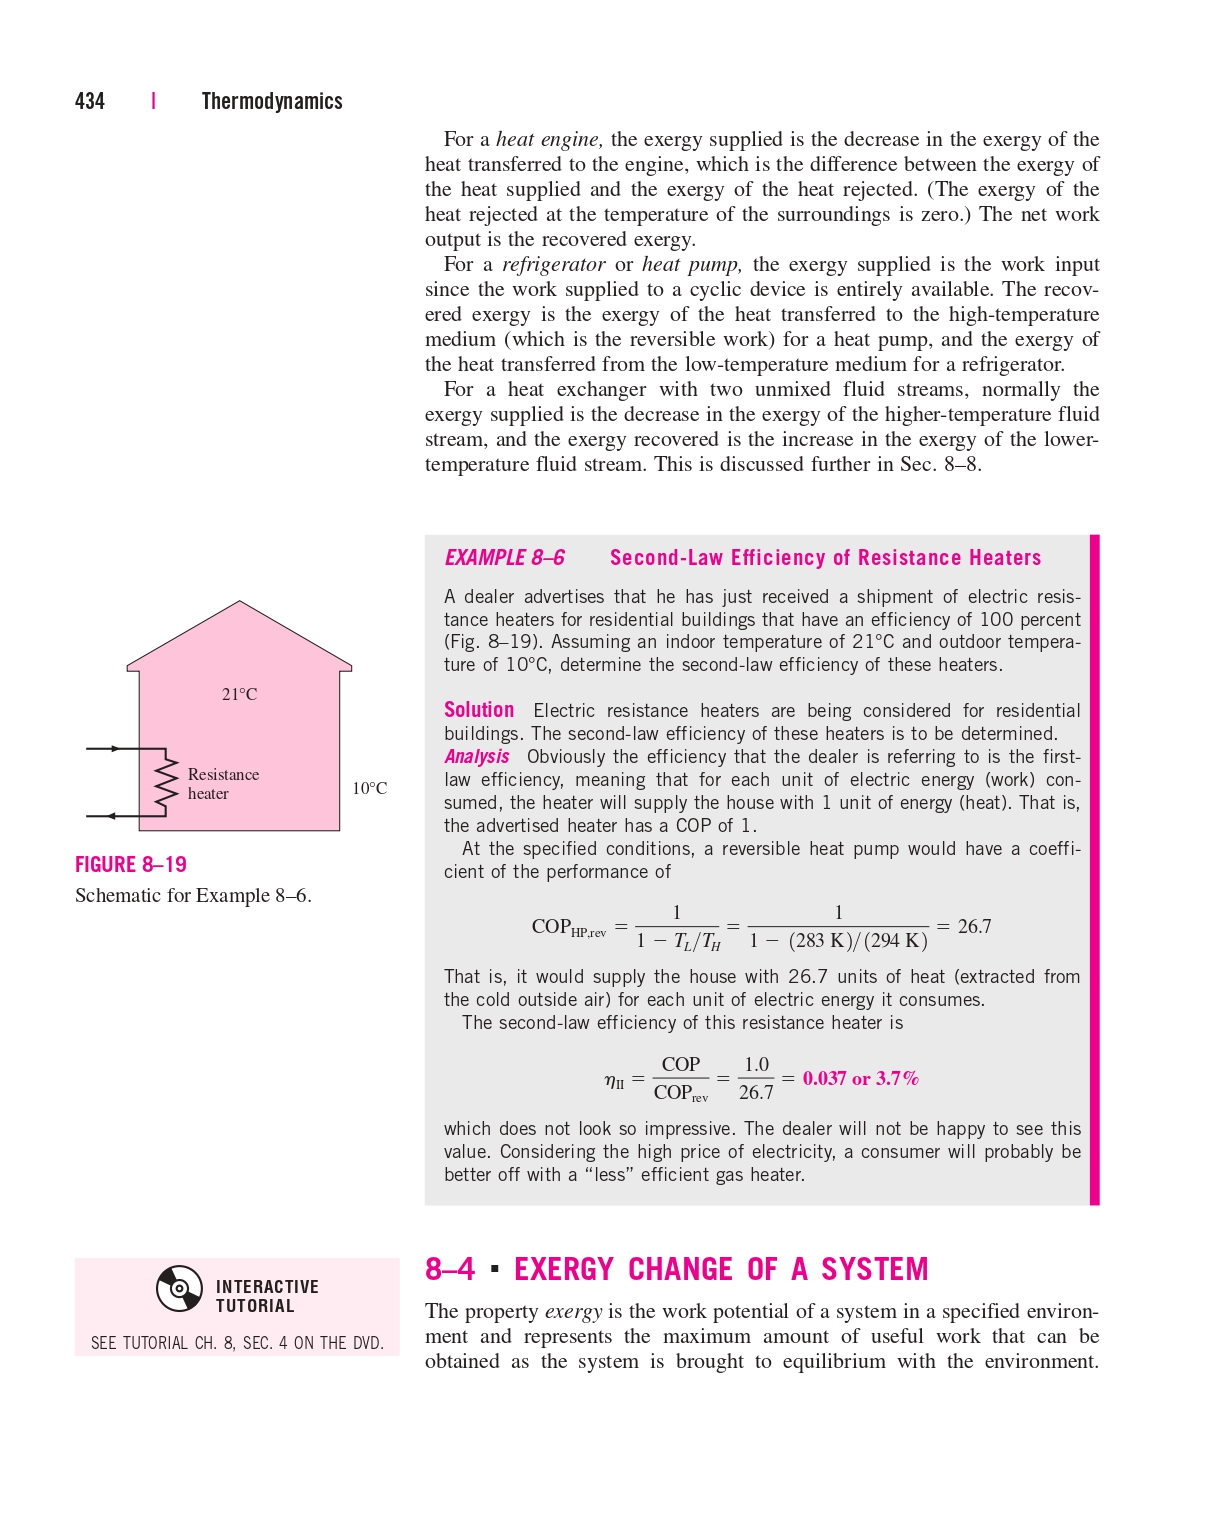 434 | Thermodynamics
For a heat engine, the exergy supplied is the decrease in the exergy of the
heat transferred to the engine, which is the difference between the exergy of
the heat supplied and the exergy of the heat rejected. (The exergy of the
heat rejected at the temperature of the surroundings is zero.) The net work
output is the recovered exergy.
For a refrigerator or heat pump, the exergy supplied is the work input
since the work supplied to a cyclic device is entirely available. The recov-
ered exergy is the exergy of the heat transferred to the high-temperature
medium (which is the reversible work) for a heat pump, and the exergy of
the heat transferred from the low-temperature medium for a refrigerator.
For a heat exchanger with two unmixed fluid streams, normally the
exergy supplied is the decrease in the exergy of the higher-temperature fluid
stream, and the exergy recovered is the increase in the exergy of the lower-
temperature fluid stream. This is discussed further in Sec. 8–8.
21°C
Resistance
heater
10°C
FIGURE 8–19
Schematic for Example 8–6.
EXAMPLE 8–6 Second-Law Efficiency of Resistance Heaters
A dealer advertises that he has just received a shipment of electric resis-
tance heaters for residential buildings that have an efficiency of 100 percent
(Fig. 8–19). Assuming an indoor temperature of 21°C and outdoor tempera-
ture of 10°C, determine the second-law efficiency of these heaters.
Solution Electric resistance heaters are being considered for residential
buildings. The second-law efficiency of these heaters is to be determined.
Analysis Obviously the efficiency that the dealer is referring to is the first-
law efficiency, meaning that for each unit of electric energy (work) con-
sumed, the heater will supply the house with 1 unit of energy (heat). That is,
the advertised heater has a COP of 1.
At the specified conditions, a reversible heat pump would have a coeffi-
cient of the performance of
COP_HP,rev = 1 / (1 − T_L/T_H) = 1 / (1 − (283 K)/(294 K)) = 26.7
That is, it would supply the house with 26.7 units of heat (extracted from
the cold outside air) for each unit of electric energy it consumes.
The second-law efficiency of this resistance heater is
η_II = COP / COP_rev = 1.0 / 26.7 = 0.037 or 3.7%
which does not look so impressive. The dealer will not be happy to see this
value. Considering the high price of electricity, a consumer will probably be
better off with a “less” efficient gas heater.
INTERACTIVE
TUTORIAL
SEE TUTORIAL CH. 8, SEC. 4 ON THE DVD.
8–4 ▪ EXERGY CHANGE OF A SYSTEM
The property exergy is the work potential of a system in a specified environ-
ment and represents the maximum amount of useful work that can be
obtained as the system is brought to equilibrium with the environment.